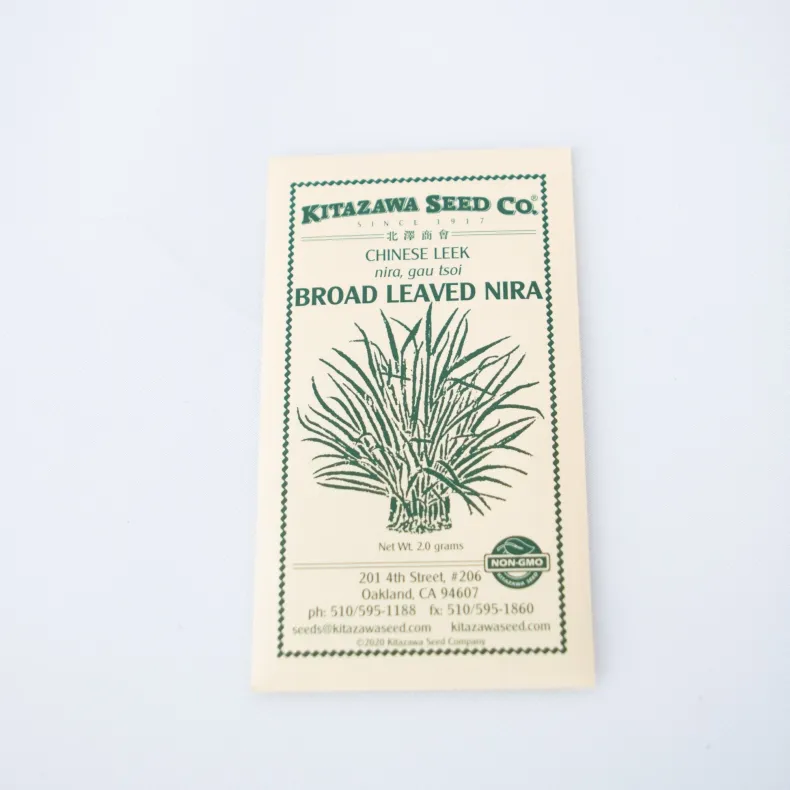 KITAZAWA SEED CO.®
SINCE 1917
北澤商會
CHINESE LEEK
nira, gau tsoi
BROAD LEAVED NIRA
Net Wt. 2.0 grams
NON-GMO
KITAZAWA SEED
201 4th Street, #206
Oakland, CA 94607
ph: 510/595-1188 fx: 510/595-1860
seeds@kitazawaseed.com kitazawaseed.com
©2020 Kitazawa Seed Company